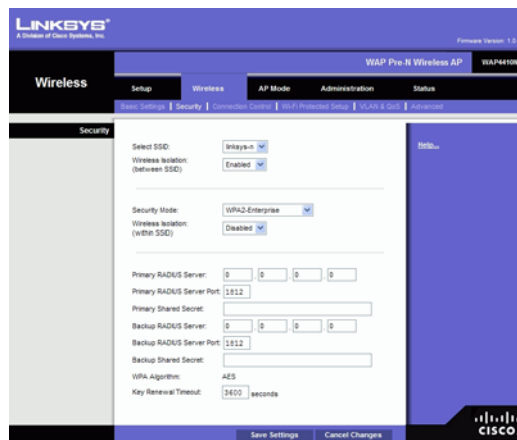 LINKSYS®
A Division of Cisco Systems, Inc.
Firmware Version: 1.0
WAP Pre-N Wireless AP WAP4410N
Wireless
Setup Wireless AP Mode Administration Status
Basic Settings | Security | Connection Control | Wi-Fi Protected Setup | VLAN & QoS | Advanced
Security
Help...
Select SSID: linksys-n
Wireless Isolation: Enabled
(between SSID)
Security Mode: WPA2-Enterprise
Wireless Isolation: Disabled
(within SSID)
Primary RADIUS Server: 0 . 0 . 0 . 0
Primary RADIUS Server Port: 1812
Primary Shared Secret:
Backup RADIUS Server: 0 . 0 . 0 . 0
Backup RADIUS Server Port: 1812
Backup Shared Secret:
WPA Algorithm: AES
Key Renewal Timeout: 3600 seconds
Save Settings Cancel Changes
CISCO